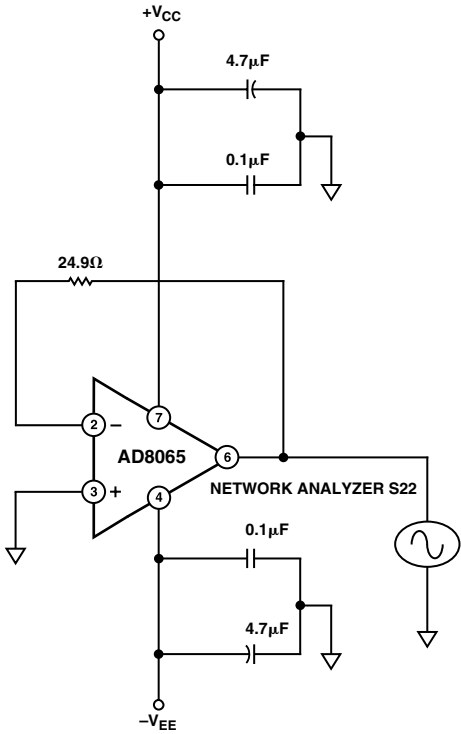 +VCC
4.7µF
0.1µF
24.9Ω
7
2 –
AD8065
6
3 +
4
NETWORK ANALYZER S22
0.1µF
4.7µF
–VEE